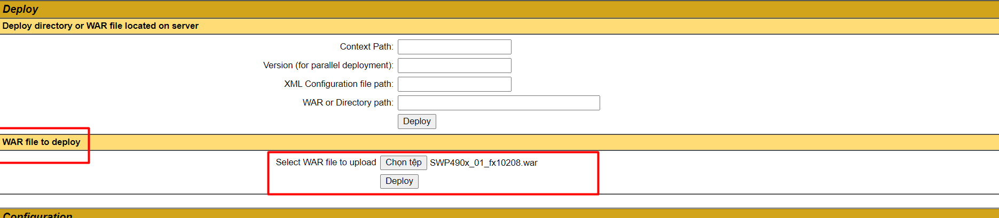 Deploy
Deploy directory or WAR file located on server
Context Path:
Version (for parallel deployment):
XML Configuration file path:
WAR or Directory path:
Deploy
WAR file to deploy
Select WAR file to upload Chọn tệp SWP490x_01_fx10208.war
Deploy
Configuration